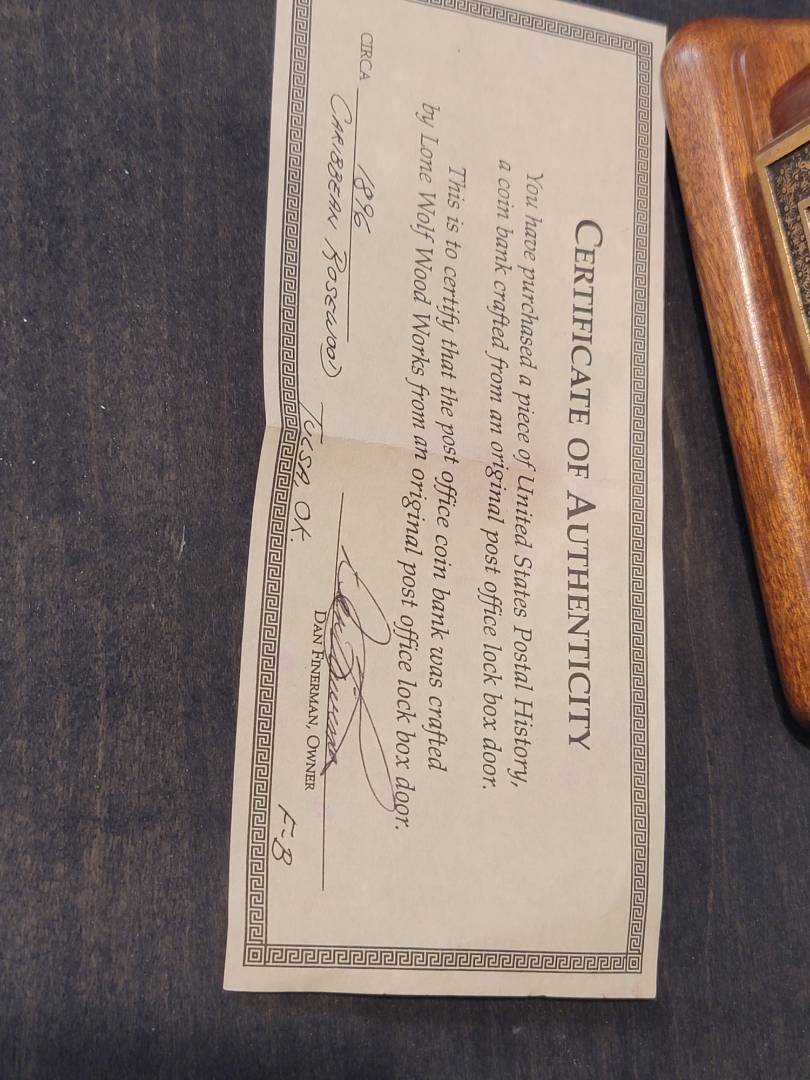 CERTIFICATE OF AUTHENTICITY
You have purchased a piece of United States Postal History,
a coin bank crafted from an original post office lock box door.
This is to certify that the post office coin bank was crafted
by Lone Wolf Wood Works from an original post office lock box door.
CIRCA 1896
CARIBBEAN ROSEWOOD
TULSA OK.
DAN FINERMAN, OWNER
F-B